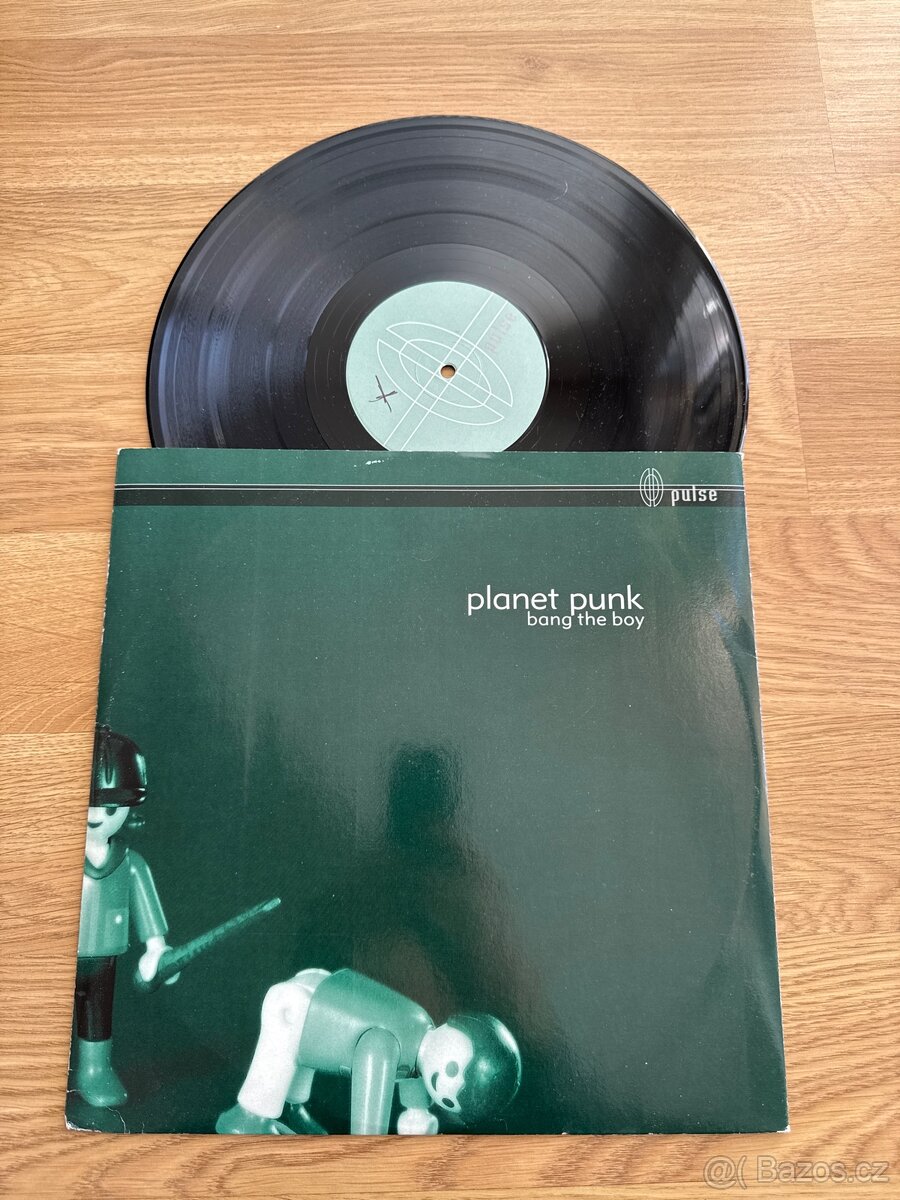 pulse
pulse
planet punk
bang the boy
@( Bazos.cz